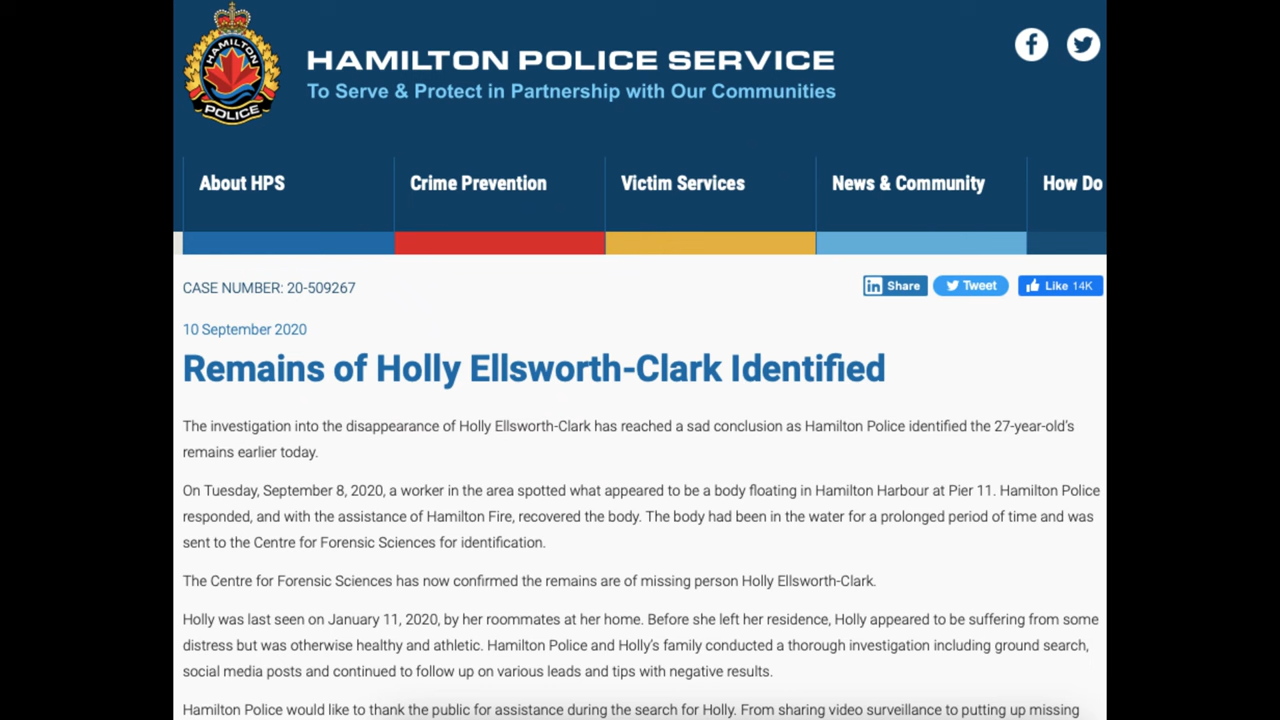 HAMILTON
POLICE
HAMILTON POLICE SERVICE
To Serve & Protect in Partnership with Our Communities
About HPS
Crime Prevention
Victim Services
News & Community
How Do
CASE NUMBER: 20-509267
in Share
Tweet
Like 14K
10 September 2020
Remains of Holly Ellsworth-Clark Identified
The investigation into the disappearance of Holly Ellsworth-Clark has reached a sad conclusion as Hamilton Police identified the 27-year-old's
remains earlier today.
On Tuesday, September 8, 2020, a worker in the area spotted what appeared to be a body floating in Hamilton Harbour at Pier 11. Hamilton Police
responded, and with the assistance of Hamilton Fire, recovered the body. The body had been in the water for a prolonged period of time and was
sent to the Centre for Forensic Sciences for identification.
The Centre for Forensic Sciences has now confirmed the remains are of missing person Holly Ellsworth-Clark.
Holly was last seen on January 11, 2020, by her roommates at her home. Before she left her residence, Holly appeared to be suffering from some
distress but was otherwise healthy and athletic. Hamilton Police and Holly's family conducted a thorough investigation including ground search,
social media posts and continued to follow up on various leads and tips with negative results.
Hamilton Police would like to thank the public for assistance during the search for Holly. From sharing video surveillance to putting up missing